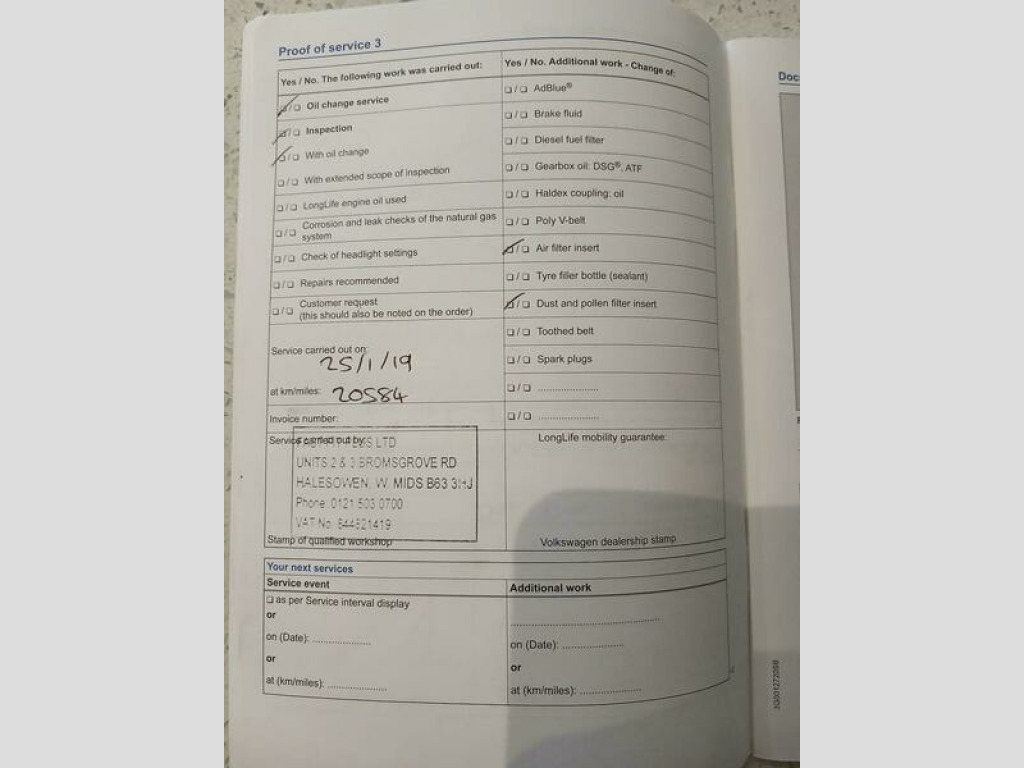 Proof of service 3
Yes / No. The following work was carried out:
❑/❑ Oil change service
❑/❑ Inspection
❑/❑ With oil change
❑/❑ With extended scope of inspection
❑/❑ LongLife engine oil used
❑/❑ Corrosion and leak checks of the natural gas
system
❑/❑ Check of headlight settings
❑/❑ Repairs recommended
❑/❑ Customer request
(this should also be noted on the order)
Service carried out on:
25/1/19
at km/miles: 20584
Invoice number:
Service carried out by:
LTD
UNITS 2 & 3 BROMSGROVE RD
HALESOWEN, W. MIDS B63 3HJ
Phone: 0121 503 0700
VAT No: 644821419
Stamp of qualified workshop
Yes / No. Additional work - Change of:
❑/❑ AdBlue®
❑/❑ Brake fluid
❑/❑ Diesel fuel filter
❑/❑ Gearbox oil: DSG®, ATF
❑/❑ Haldex coupling: oil
❑/❑ Poly V-belt
❑/❑ Air filter insert
❑/❑ Tyre filler bottle (sealant)
❑/❑ Dust and pollen filter insert
❑/❑ Toothed belt
❑/❑ Spark plugs
❑/❑ ......................
❑/❑ ......................
LongLife mobility guarantee:
Volkswagen dealership stamp
Your next services
Service event
❑ as per Service interval display
or
on (Date): .....................
or
at (km/miles): .....................
Additional work
......................................................
on (Date): ......................
or
at (km/miles): ......................
Doc